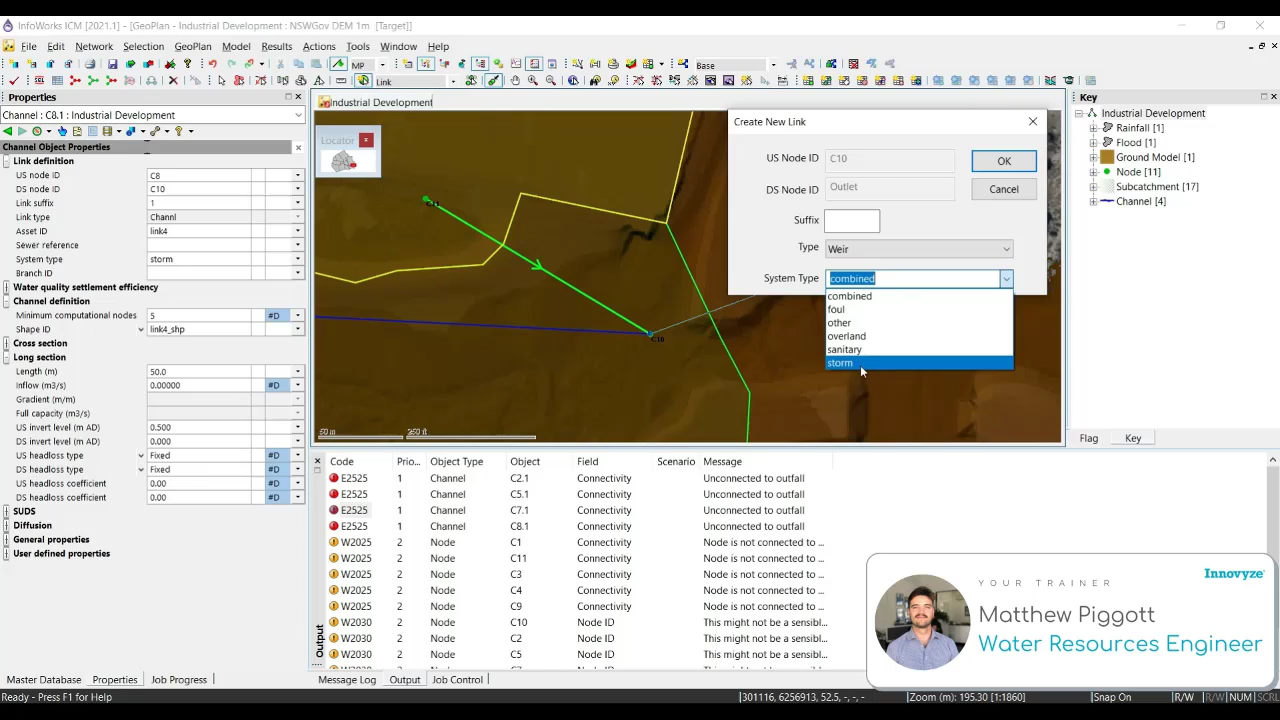 InfoWorks ICM [2021.1] - [GeoPlan - Industrial Development : NSWGov DEM 1m [Target]]
File Edit Network Selection GeoPlan Model Results Actions Tools Window Help
MP
Base
Link
Properties
Channel : C8.1 : Properties
Channel Object Properties
Link definition
US node ID C8
DS node ID C10
Link suffix 1
Link type Channl
Asset ID link4
Sewer reference
System type storm
Branch ID
Water quality settlement efficiency
Channel definition
Minimum computational nodes 5 #D
Shape ID link4_shp
Cross section
Long section
Length (m) 50.0
Inflow (m3/s) 0.00000 #D
Gradient (m/m)
Full capacity (m3/s)
US invert level (m AD) 0.500
DS invert level (m AD) 0.000
US headloss type Fixed #D
DS headloss type Fixed #D
US headloss coefficient 0.00 #D
DS headloss coefficient 0.00 #D
SUDS
Diffusion
General properties
User defined properties
Master Database Properties Job Progress
Industrial Development
Locator
C10
50 m
250 ft
Create New Link
US Node ID C10 OK
DS Node ID Outlet Cancel
Suffix
Type Weir
System Type combined
combined
foul
other
overland
sanitary
storm
Key
Industrial Development
Rainfall [1]
Flood [1]
Ground Model [1]
Node [11]
Subcatchment [17]
Channel [4]
Flag Key
Code Prio... Object Type Object Field Scenario Message
E2525 1 Channel C2.1 Connectivity Unconnected to outfall
E2525 1 Channel C5.1 Connectivity Unconnected to outfall
E2525 1 Channel C7.1 Connectivity Unconnected to outfall
E2525 1 Channel C8.1 Connectivity Unconnected to outfall
W2025 2 Node C1 Connectivity Node is not connected to ...
W2025 2 Node C11 Connectivity Node is not connected to ...
W2025 2 Node C3 Connectivity Node is not connected to ...
W2025 2 Node C4 Connectivity Node is not connected to ...
W2025 2 Node C9 Connectivity Node is not connected to ...
W2030 2 Node C10 Node ID This might not be a sensibl...
W2030 2 Node C2 Node ID This might not be a sensibl...
W2030 2 Node C5 Node ID This might not be a sensibl...
Output
Message Log Output Job Control
Innovyze
YOUR TRAINER
Matthew Piggott
Water Resources Engineer
Ready - Press F1 for Help
301116, 6256913, 52.5, -, -, - Zoom (m): 195.30 [1:1860] Snap On R/W R/W NUM SCRL